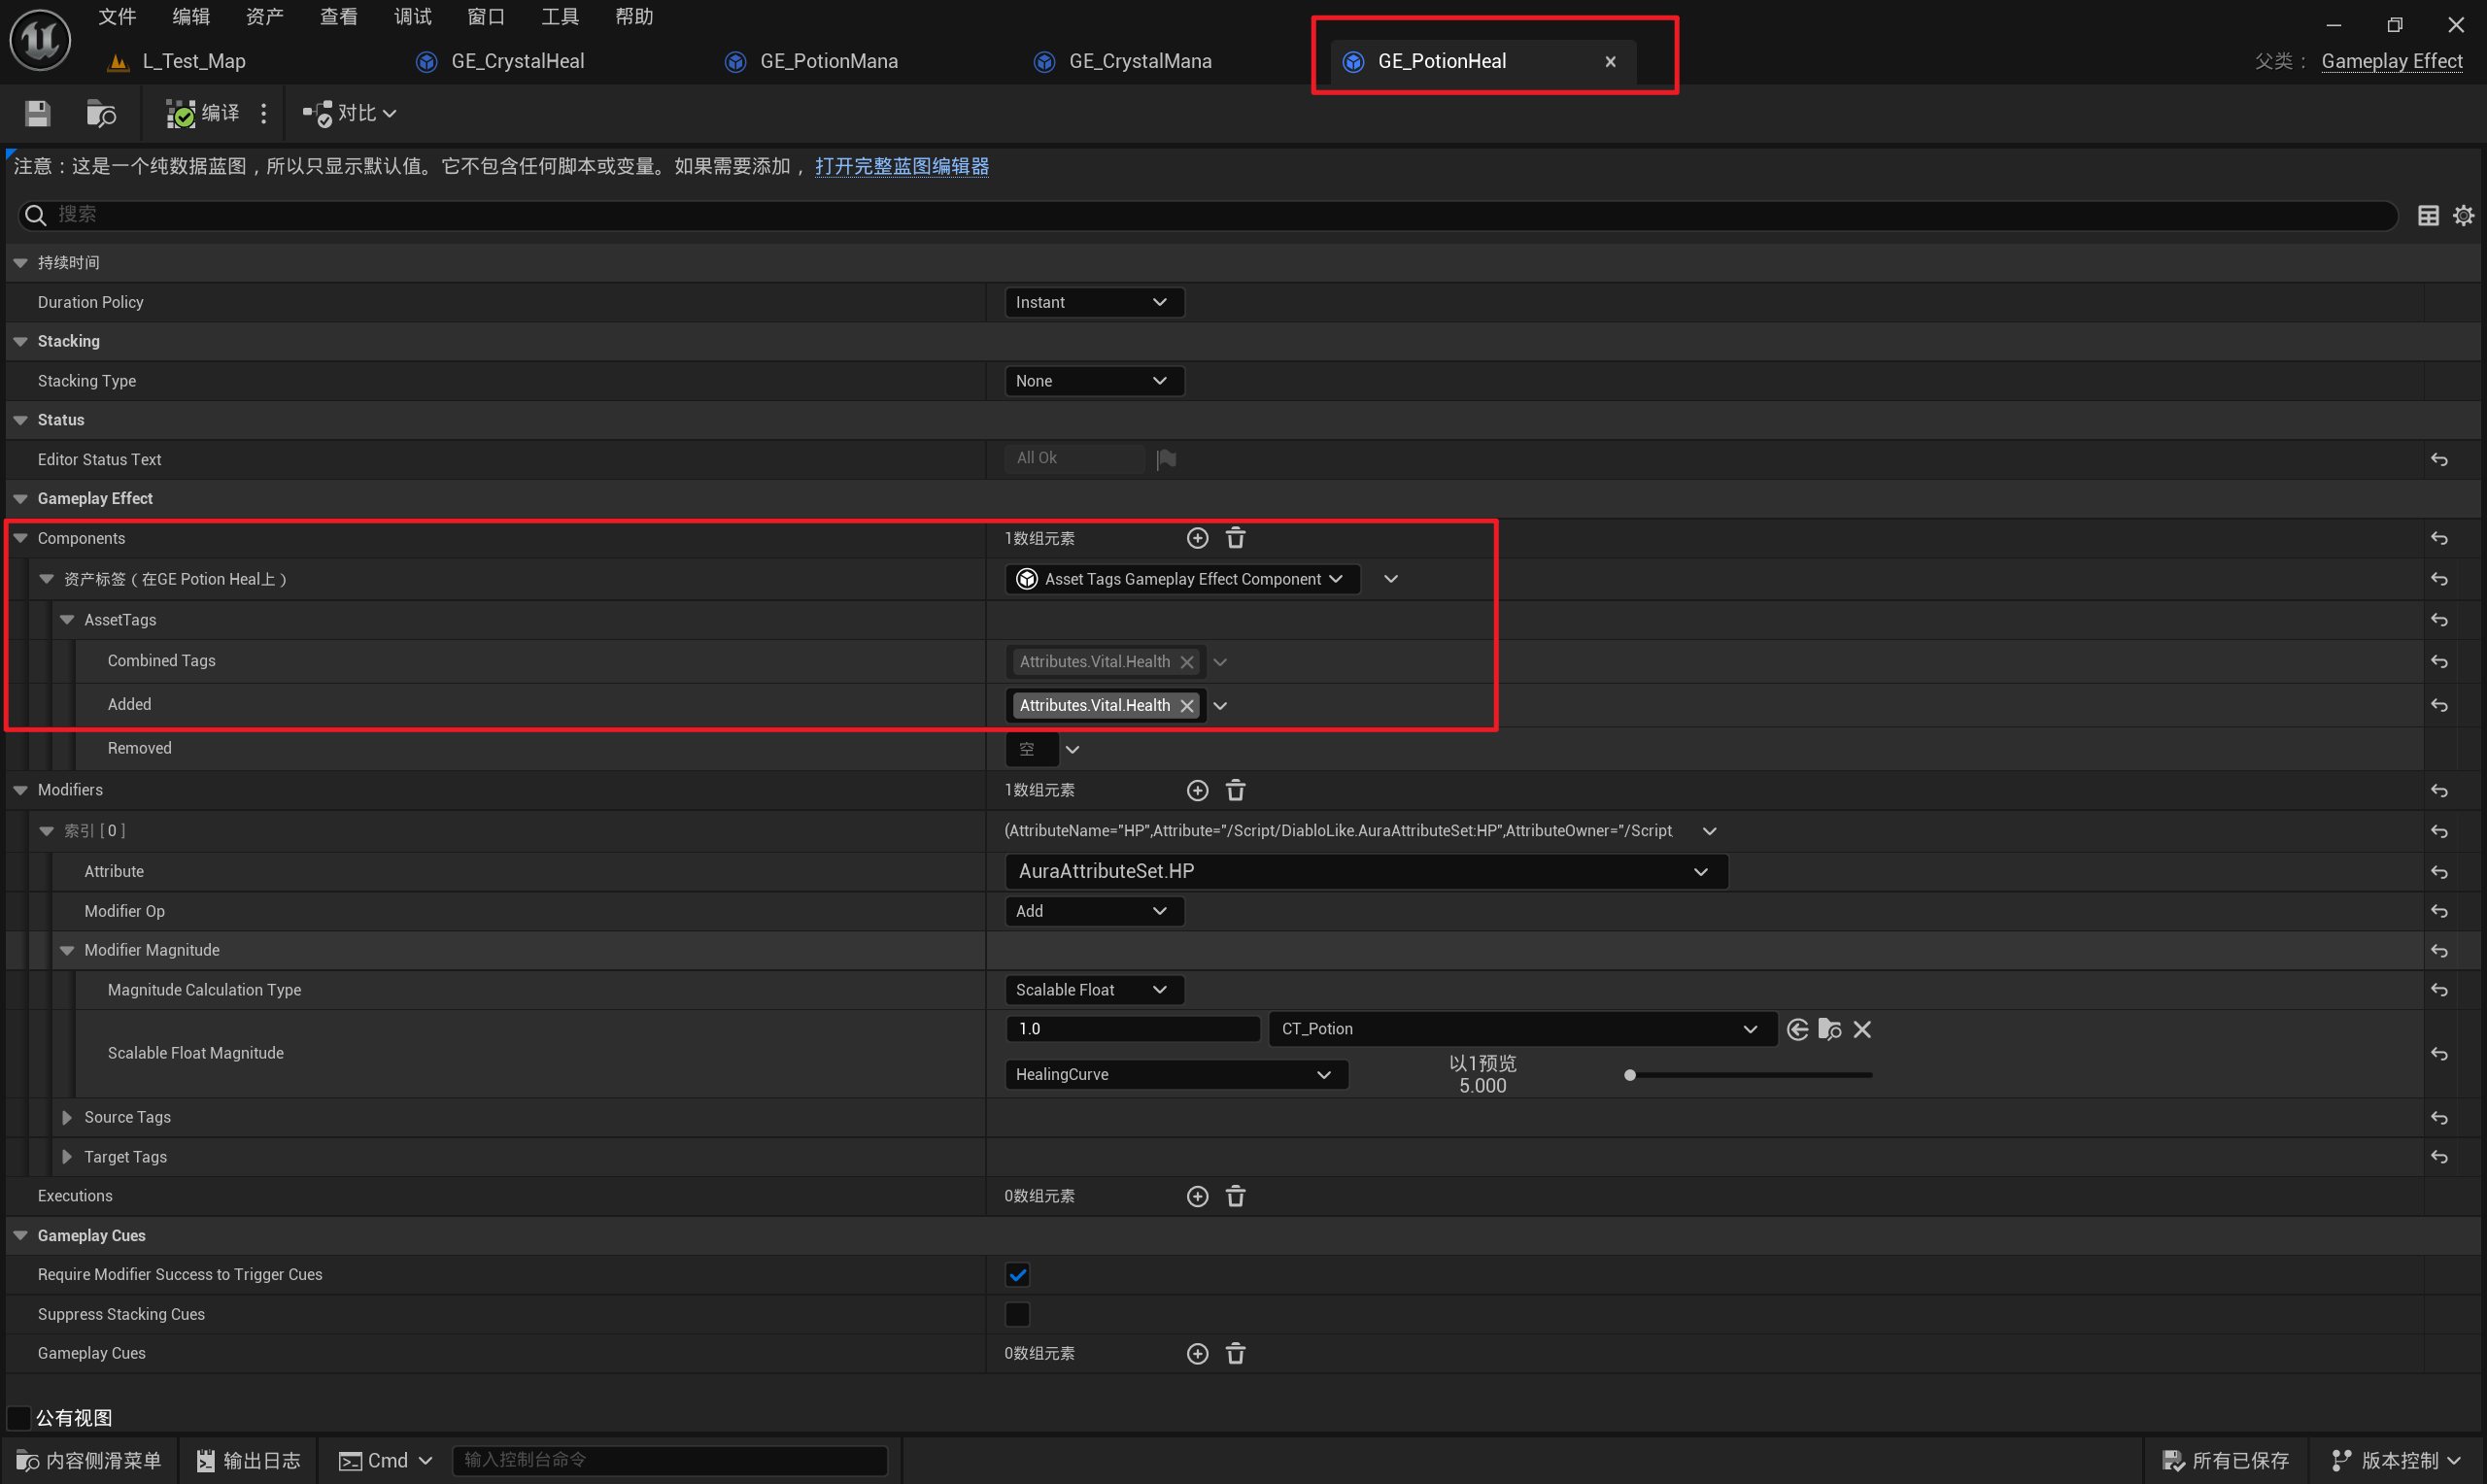 文件 编辑 资产 查看 调试 窗口 工具 帮助
L_Test_Map GE_CrystalHeal GE_PotionMana GE_CrystalMana GE_PotionHeal 父类： Gameplay Effect
编译 对比
注意：这是一个纯数据蓝图，所以只显示默认值。它不包含任何脚本或变量。如果需要添加， 打开完整蓝图编辑器
搜索
持续时间
Duration Policy Instant
Stacking
Stacking Type None
Status
Editor Status Text All Ok
Gameplay Effect
Components 1数组元素
资产标签（在GE Potion Heal上） Asset Tags Gameplay Effect Component
AssetTags
Combined Tags Attributes.Vital.Health
Added Attributes.Vital.Health
Removed 空
Modifiers 1数组元素
索引 [ 0 ] (AttributeName="HP",Attribute="/Script/DiabloLike.AuraAttributeSet:HP",AttributeOwner="/Script
Attribute AuraAttributeSet.HP
Modifier Op Add
Modifier Magnitude
Magnitude Calculation Type Scalable Float
Scalable Float Magnitude 1.0 CT_Potion
HealingCurve 以1预览
5.000
Source Tags
Target Tags
Executions 0数组元素
Gameplay Cues
Require Modifier Success to Trigger Cues
Suppress Stacking Cues
Gameplay Cues 0数组元素
公有视图
内容侧滑菜单 输出日志 Cmd 输入控制台命令 所有已保存 版本控制